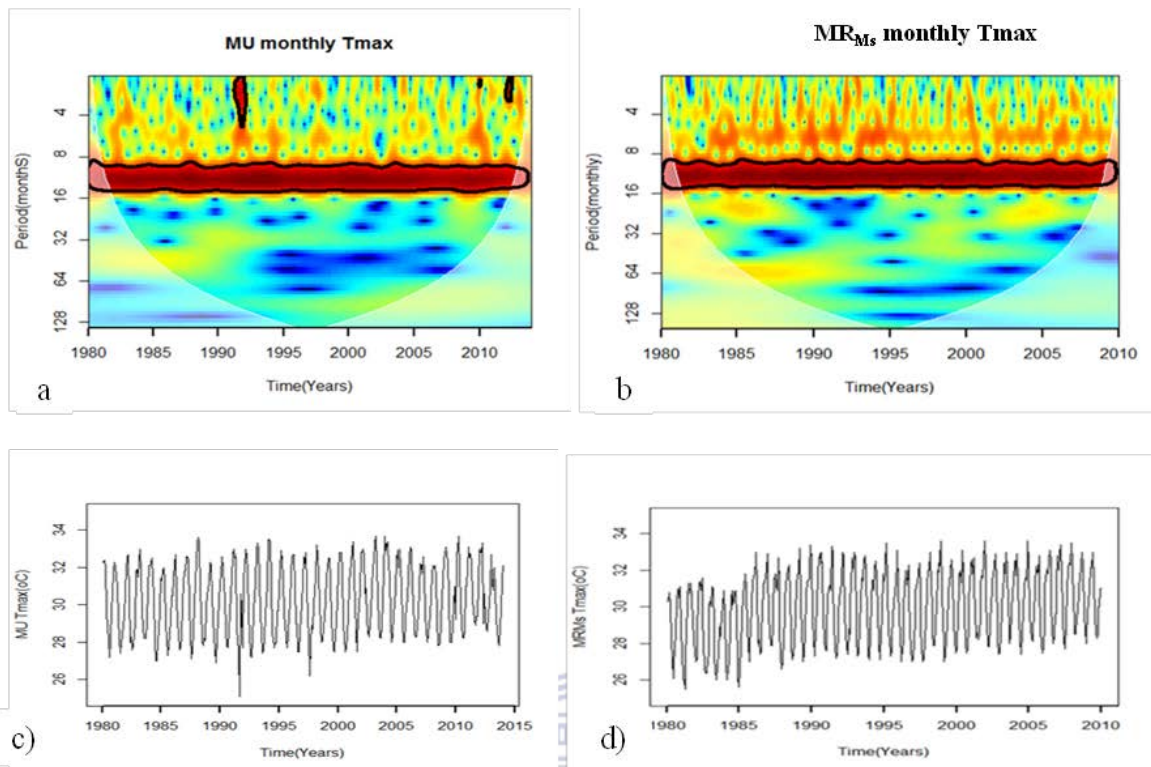 MU monthly Tmax
Period(monthS)
4
8
16
32
64
128
1980 1985 1990 1995 2000 2005 2010
Time(Years)
a
MR_Ms monthly Tmax
Period(monthly)
4
8
16
32
64
128
1980 1985 1990 1995 2000 2005 2010
Time(Years)
b
MU Tmax(oC)
34
32
30
28
26
1980 1985 1990 1995 2000 2005 2010 2015
Time(Years)
c)
MRMs Tmax(oC)
34
32
30
28
26
1980 1985 1990 1995 2000 2005 2010
Time(Years)
d)